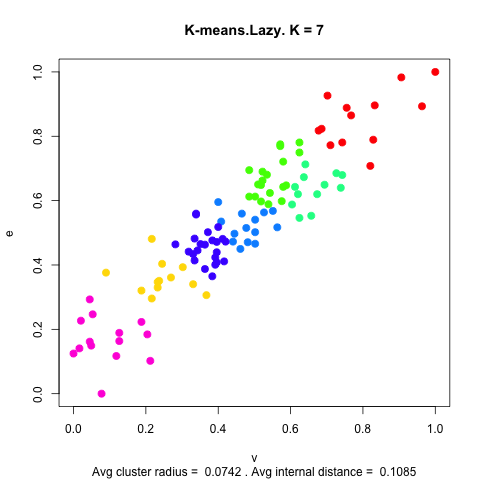 K-means.Lazy. K = 7
1.0
0.8
0.6
0.4
0.2
0.0
e
0.0 0.2 0.4 0.6 0.8 1.0
v
Avg cluster radius = 0.0742 . Avg internal distance = 0.1085